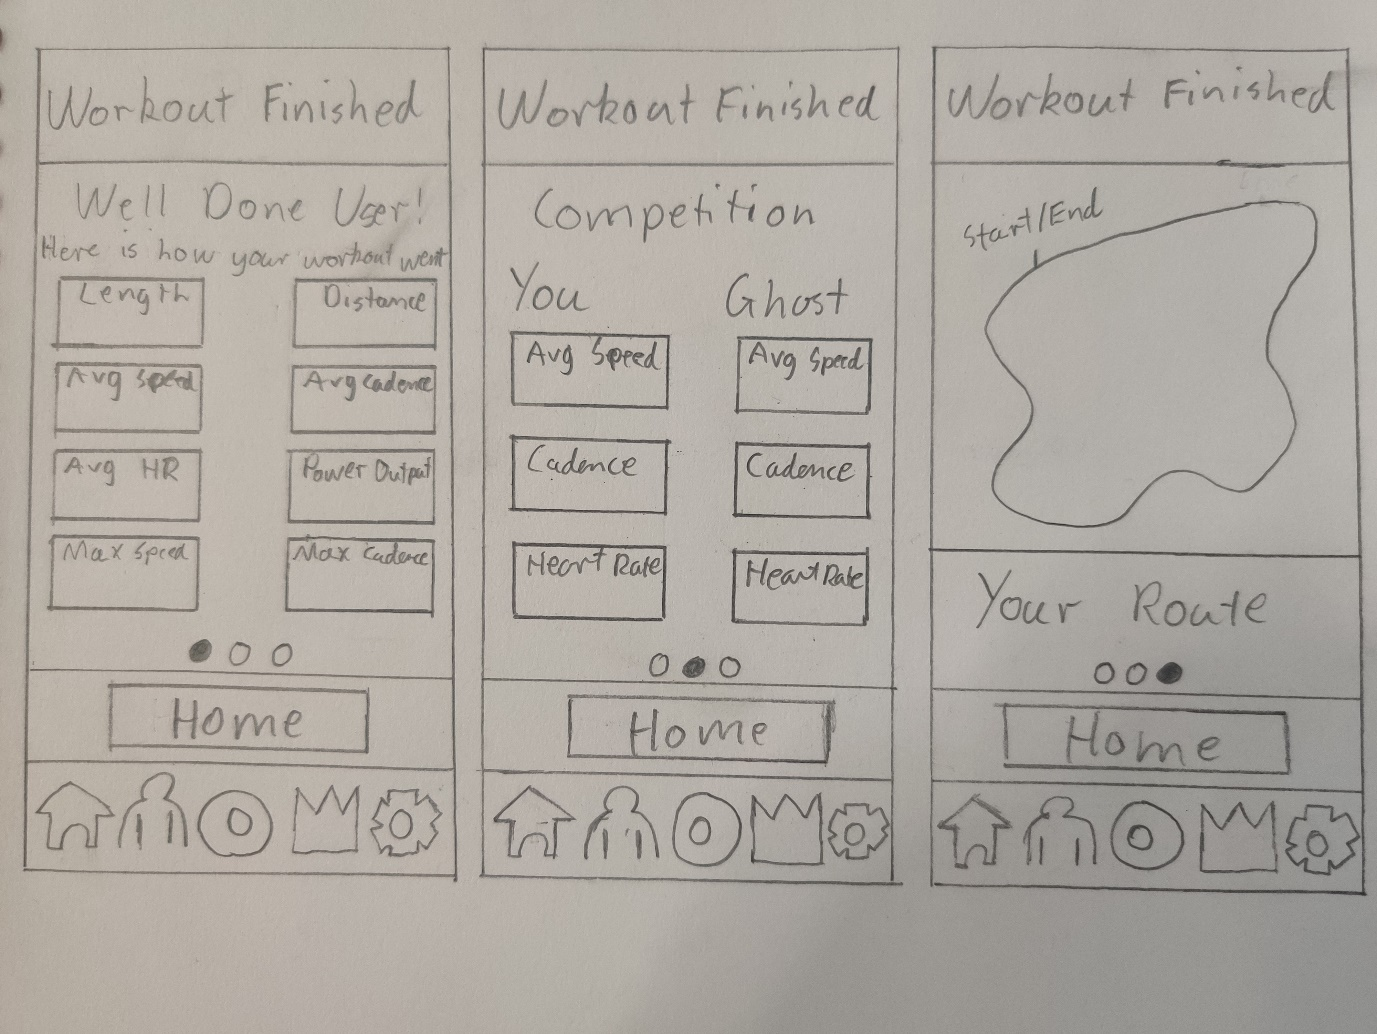 Workout Finished
Well Done User!
Here is how your workout went
Length
Distance
Avg Speed
Avg Cadence
Avg HR
Power Output
Max Speed
Max Cadence
Home
Workout Finished
Competition
You
Ghost
Avg Speed
Avg Speed
Cadence
Cadence
Heart Rate
Heart Rate
Home
Workout Finished
Start/End
Your Route
Home